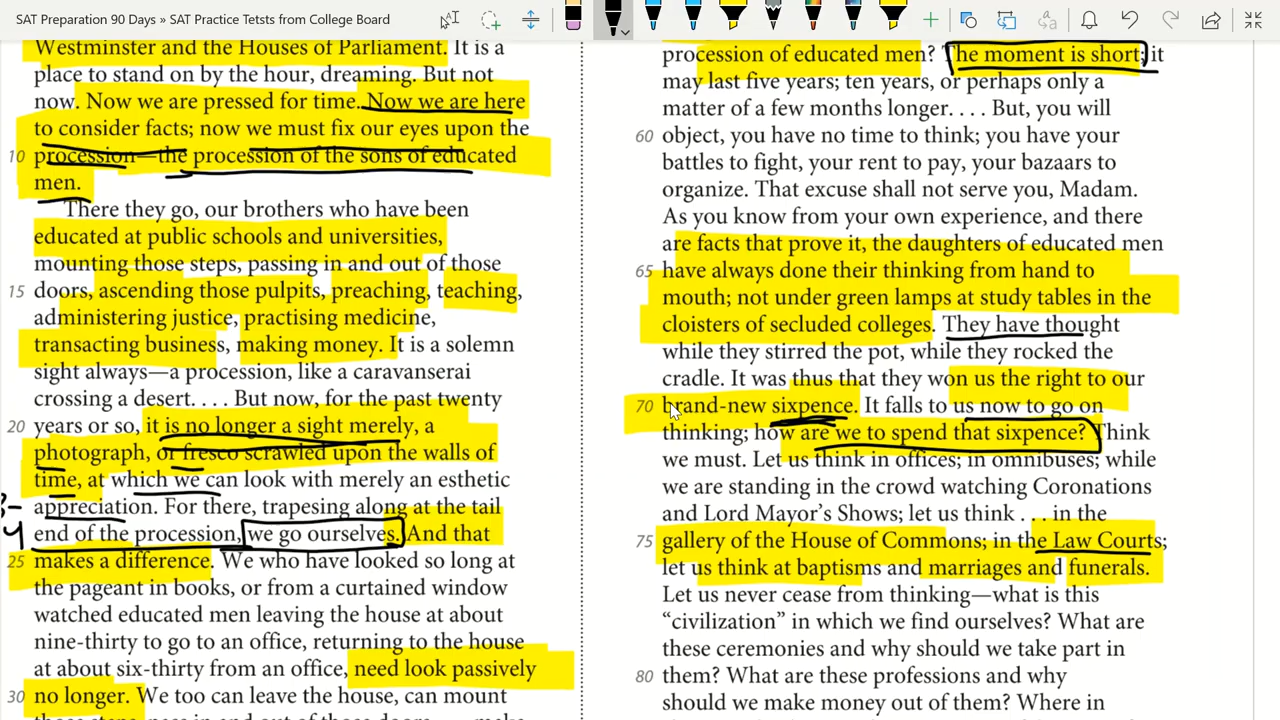 SAT Preparation 90 Days » SAT Practice Tetsts from College Board
Westminster and the Houses of Parliament. It is a
place to stand on by the hour, dreaming. But not
now. Now we are pressed for time. Now we are here
to consider facts; now we must fix our eyes upon the
10 procession—the procession of the sons of educated
men.
There they go, our brothers who have been
educated at public schools and universities,
mounting those steps, passing in and out of those
15 doors, ascending those pulpits, preaching, teaching,
administering justice, practising medicine,
transacting business, making money. It is a solemn
sight always—a procession, like a caravanserai
crossing a desert. . . . But now, for the past twenty
20 years or so, it is no longer a sight merely, a
photograph, or fresco scrawled upon the walls of
time, at which we can look with merely an esthetic
appreciation. For there, trapesing along at the tail
end of the procession, we go ourselves. And that
25 makes a difference. We who have looked so long at
the pageant in books, or from a curtained window
watched educated men leaving the house at about
nine-thirty to go to an office, returning to the house
at about six-thirty from an office, need look passively
30 no longer. We too can leave the house, can mount
procession of educated men? The moment is short; it
may last five years; ten years, or perhaps only a
matter of a few months longer. . . . But, you will
60 object, you have no time to think; you have your
battles to fight, your rent to pay, your bazaars to
organize. That excuse shall not serve you, Madam.
As you know from your own experience, and there
are facts that prove it, the daughters of educated men
65 have always done their thinking from hand to
mouth; not under green lamps at study tables in the
cloisters of secluded colleges. They have thought
while they stirred the pot, while they rocked the
cradle. It was thus that they won us the right to our
70 brand-new sixpence. It falls to us now to go on
thinking; how are we to spend that sixpence? Think
we must. Let us think in offices; in omnibuses; while
we are standing in the crowd watching Coronations
and Lord Mayor's Shows; let us think . . . in the
75 gallery of the House of Commons; in the Law Courts;
let us think at baptisms and marriages and funerals.
Let us never cease from thinking—what is this
“civilization” in which we find ourselves? What are
these ceremonies and why should we take part in
80 them? What are these professions and why
should we make money out of them? Where in